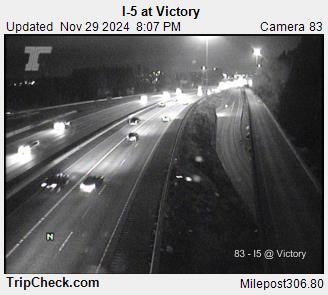 I-5 at Victory
Updated Nov 29 2024 8:07 PM Camera 83
TR
N
83 - I5 @ Victory
TripCheck.com Milepost306.80